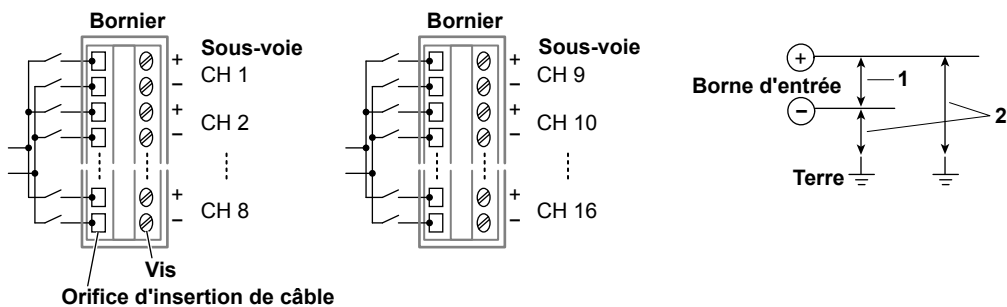 Bornier
Sous-voie
+
CH 1
−
+
CH 2
−
+
CH 8
−
Vis
Orifice d'insertion de câble
Bornier
Sous-voie
+
CH 9
−
+
CH 10
−
+
CH 16
−
+
1
Borne d'entrée
−
2
Terre